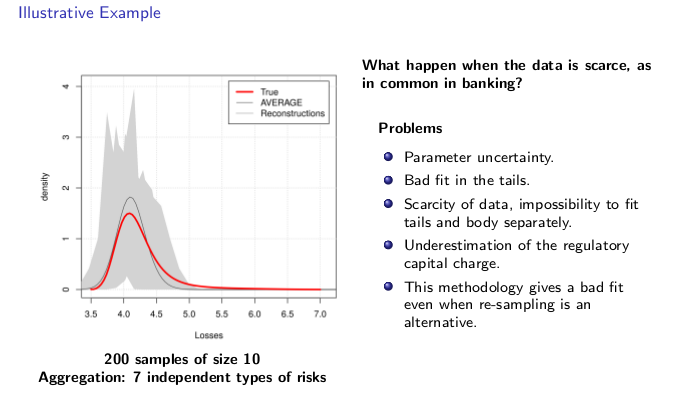 Illustrative Example
What happen when the data is scarce, as
in common in banking?
Problems
Parameter uncertainty.
Bad fit in the tails.
Scarcity of data, impossibility to fit
tails and body separately.
Underestimation of the regulatory
capital charge.
This methodology gives a bad fit
even when re-sampling is an
alternative.
True
AVERAGE
Reconstructions
density
4
3
2
1
0
3.5 4.0 4.5 5.0 5.5 6.0 6.5 7.0
Losses
200 samples of size 10
Aggregation: 7 independent types of risks